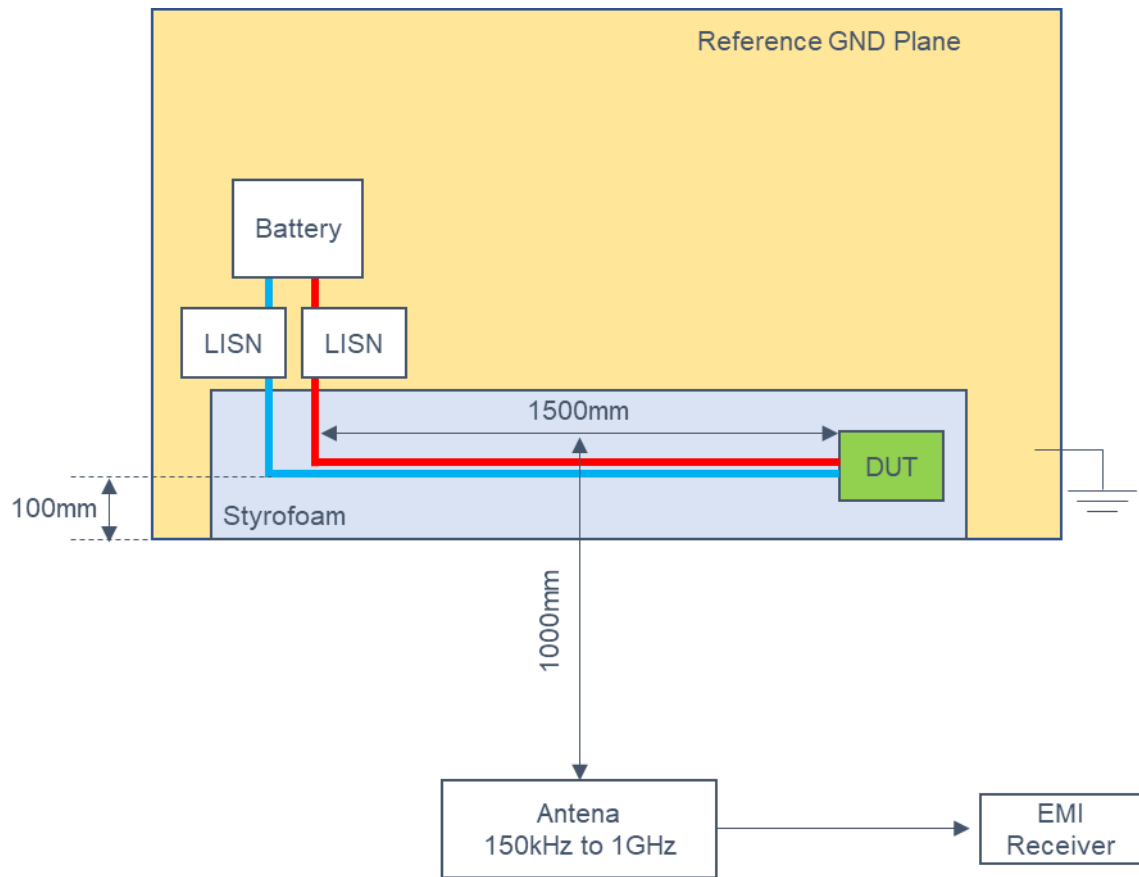 Reference GND Plane
Battery
LISN
LISN
1500mm
DUT
100mm
Styrofoam
1000mm
Antena
150kHz to 1GHz
EMI
Receiver